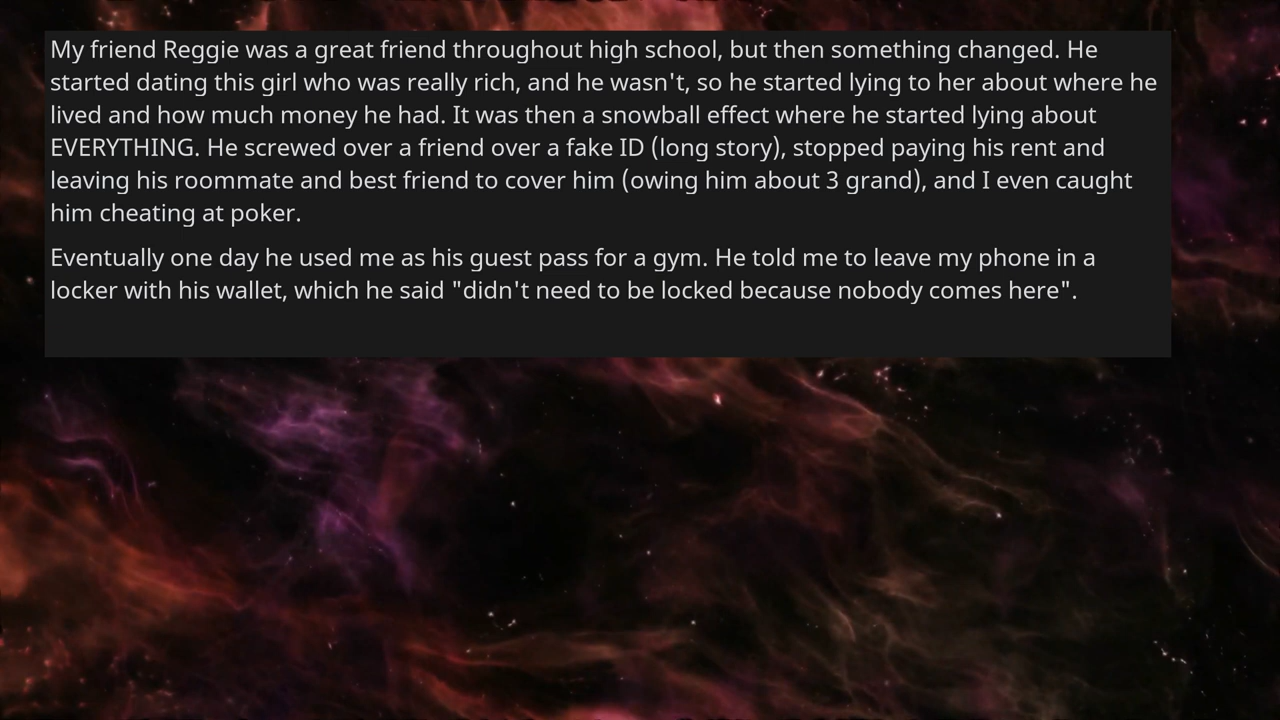 My friend Reggie was a great friend throughout high school, but then something changed. He
started dating this girl who was really rich, and he wasn't, so he started lying to her about where he
lived and how much money he had. It was then a snowball effect where he started lying about
EVERYTHING. He screwed over a friend over a fake ID (long story), stopped paying his rent and
leaving his roommate and best friend to cover him (owing him about 3 grand), and I even caught
him cheating at poker.
Eventually one day he used me as his guest pass for a gym. He told me to leave my phone in a
locker with his wallet, which he said "didn't need to be locked because nobody comes here".